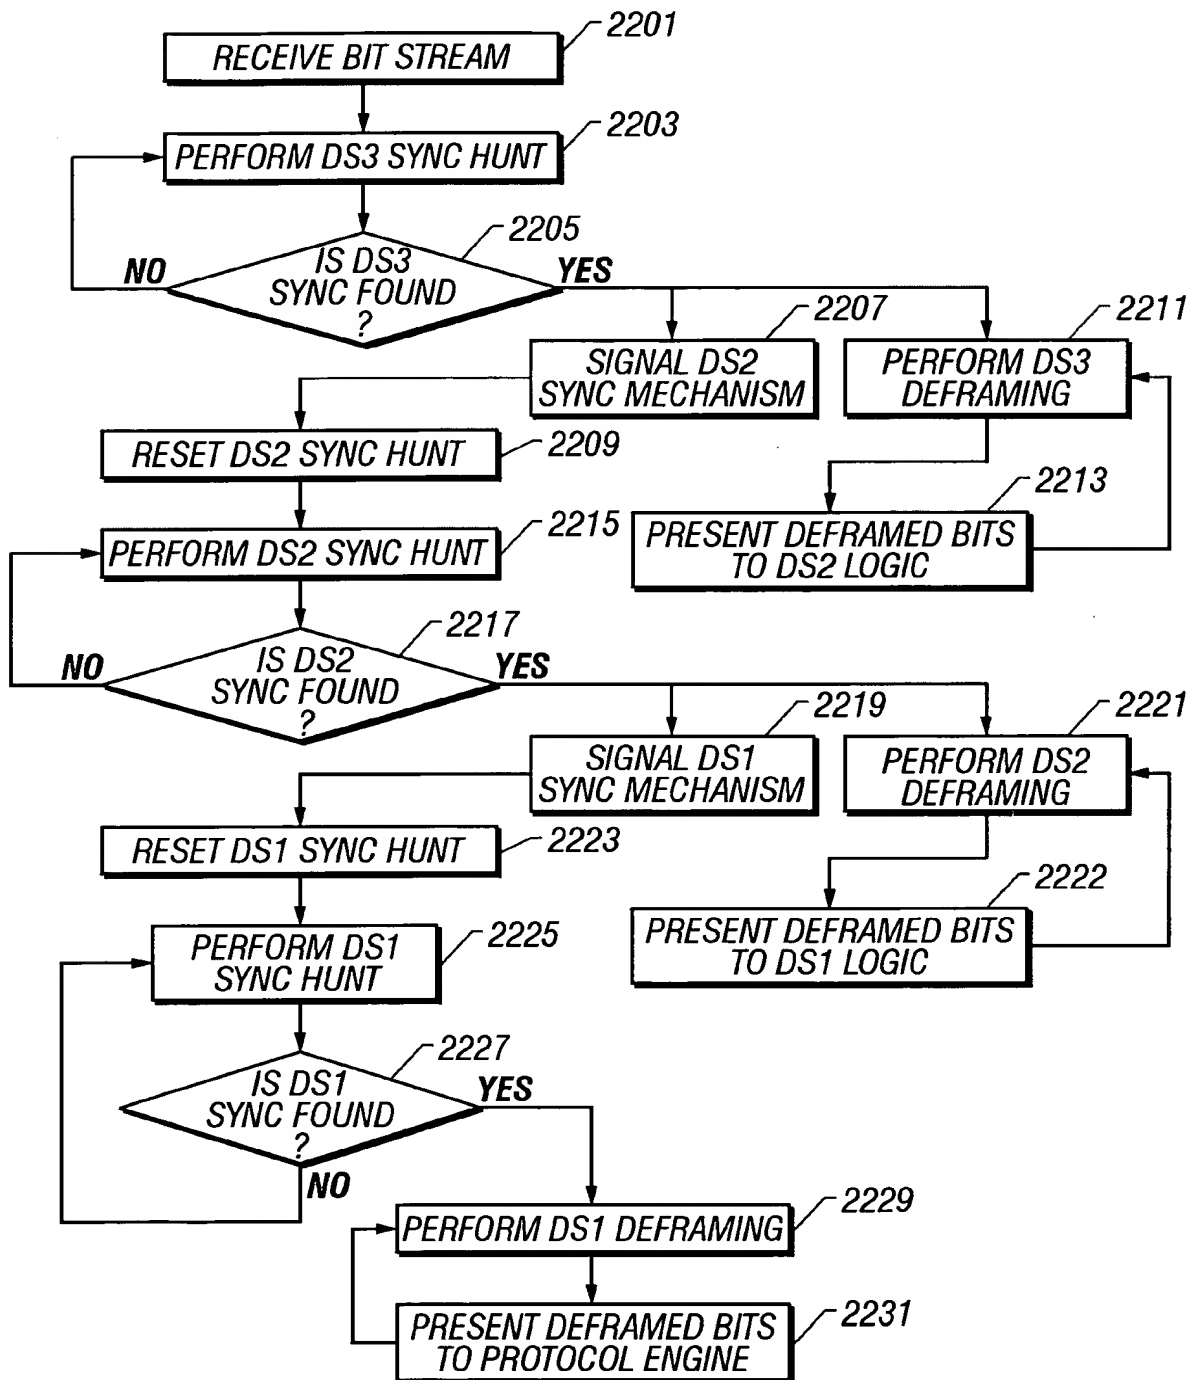 2201
RECEIVE BIT STREAM
2203
PERFORM DS3 SYNC HUNT
2205
IS DS3
SYNC FOUND
?
NO
YES
2207
SIGNAL DS2
SYNC MECHANISM
2211
PERFORM DS3
DEFRAMING
RESET DS2 SYNC HUNT
2209
2213
PRESENT DEFRAMED BITS
TO DS2 LOGIC
2215
PERFORM DS2 SYNC HUNT
2217
IS DS2
SYNC FOUND
?
NO
YES
2219
SIGNAL DS1
SYNC MECHANISM
2221
PERFORM DS2
DEFRAMING
RESET DS1 SYNC HUNT
2223
2222
PRESENT DEFRAMED BITS
TO DS1 LOGIC
2225
PERFORM DS1
SYNC HUNT
2227
IS DS1
SYNC FOUND
?
YES
NO
2229
PERFORM DS1 DEFRAMING
2231
PRESENT DEFRAMED BITS
TO PROTOCOL ENGINE